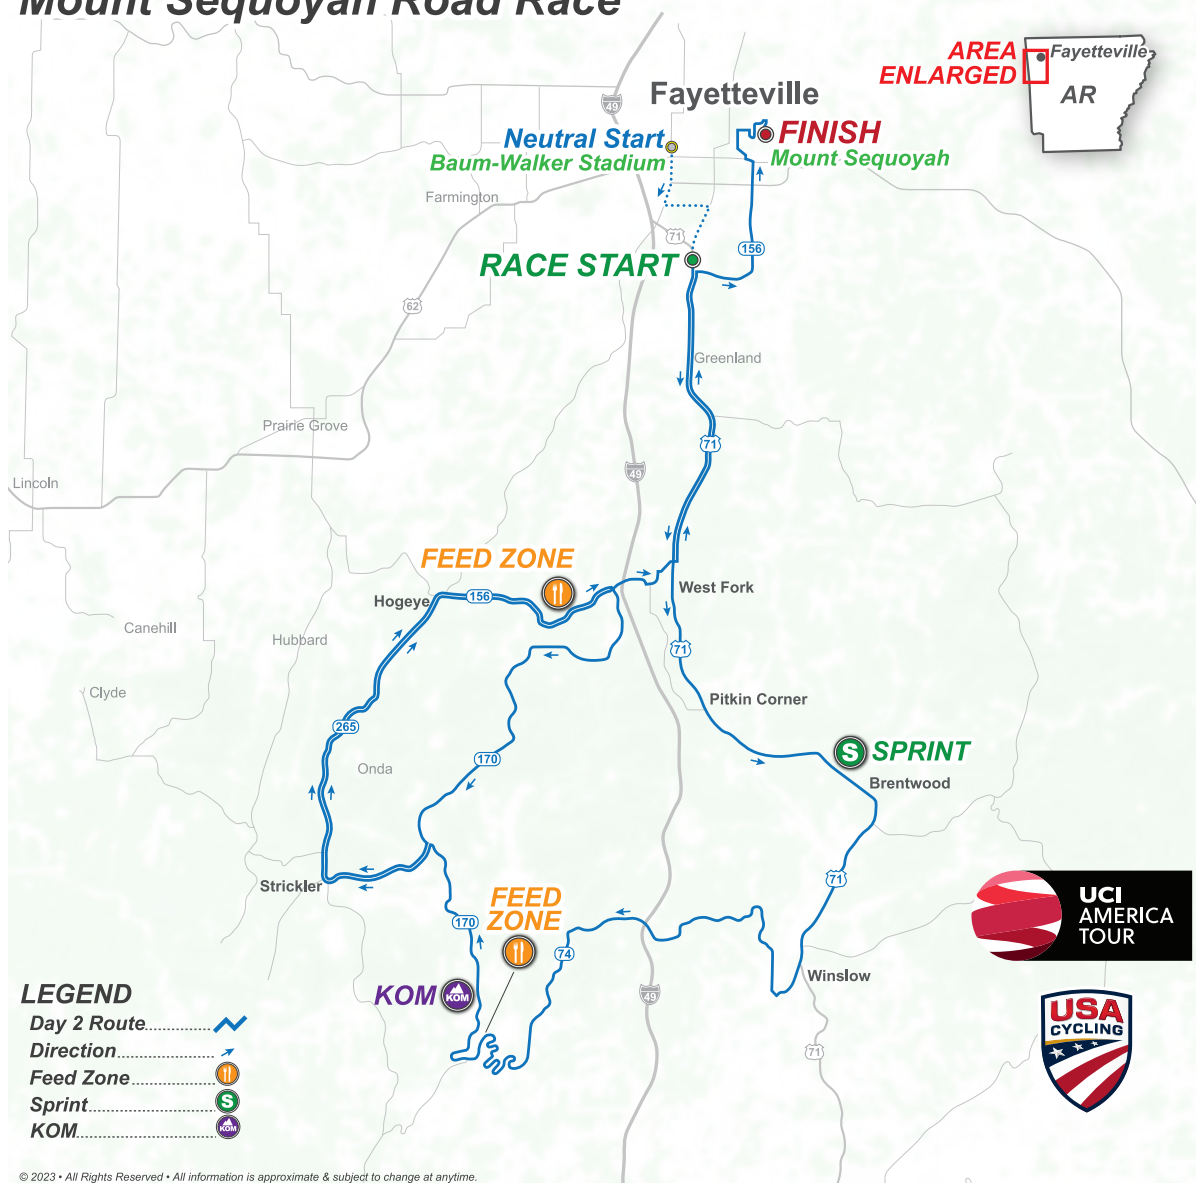 Mount Sequoyah Road Race
AREA
ENLARGED
Fayetteville
AR
49
Fayetteville
Neutral Start
Baum-Walker Stadium
FINISH
Mount Sequoyah
Farmington
71
156
RACE START
62
Greenland
Prairie Grove
71
49
Lincoln
FEED ZONE
West Fork
Hogeye
156
Canehill
Hubbard
71
Clyde
Pitkin Corner
265
S
SPRINT
170
Onda
Brentwood
71
Strickler
FEED
ZONE
UCI
AMERICA
TOUR
170
74
Winslow
KOM
KOM
49
USA
CYCLING
71
LEGEND
Day 2 Route
Direction
Feed Zone
Sprint
S
KOM
KOM
© 2023 • All Rights Reserved • All information is approximate & subject to change at anytime.